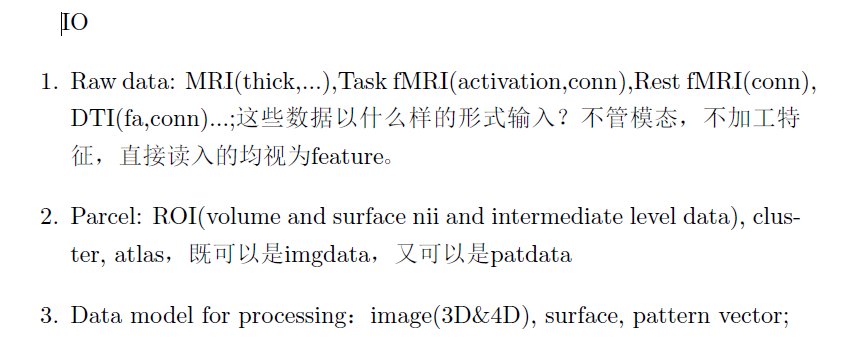 IO
1. Raw data: MRI(thick,...),Task fMRI(activation,conn),Rest fMRI(conn),
DTI(fa,conn)...;这些数据以什么样的形式输入？不管模态，不加工特
征，直接读入的均视为feature。
2. Parcel: ROI(volume and surface nii and intermediate level data), clus-
ter, atlas，既可以是imgdata，又可以是patdata
3. Data model for processing：image(3D&4D), surface, pattern vector;